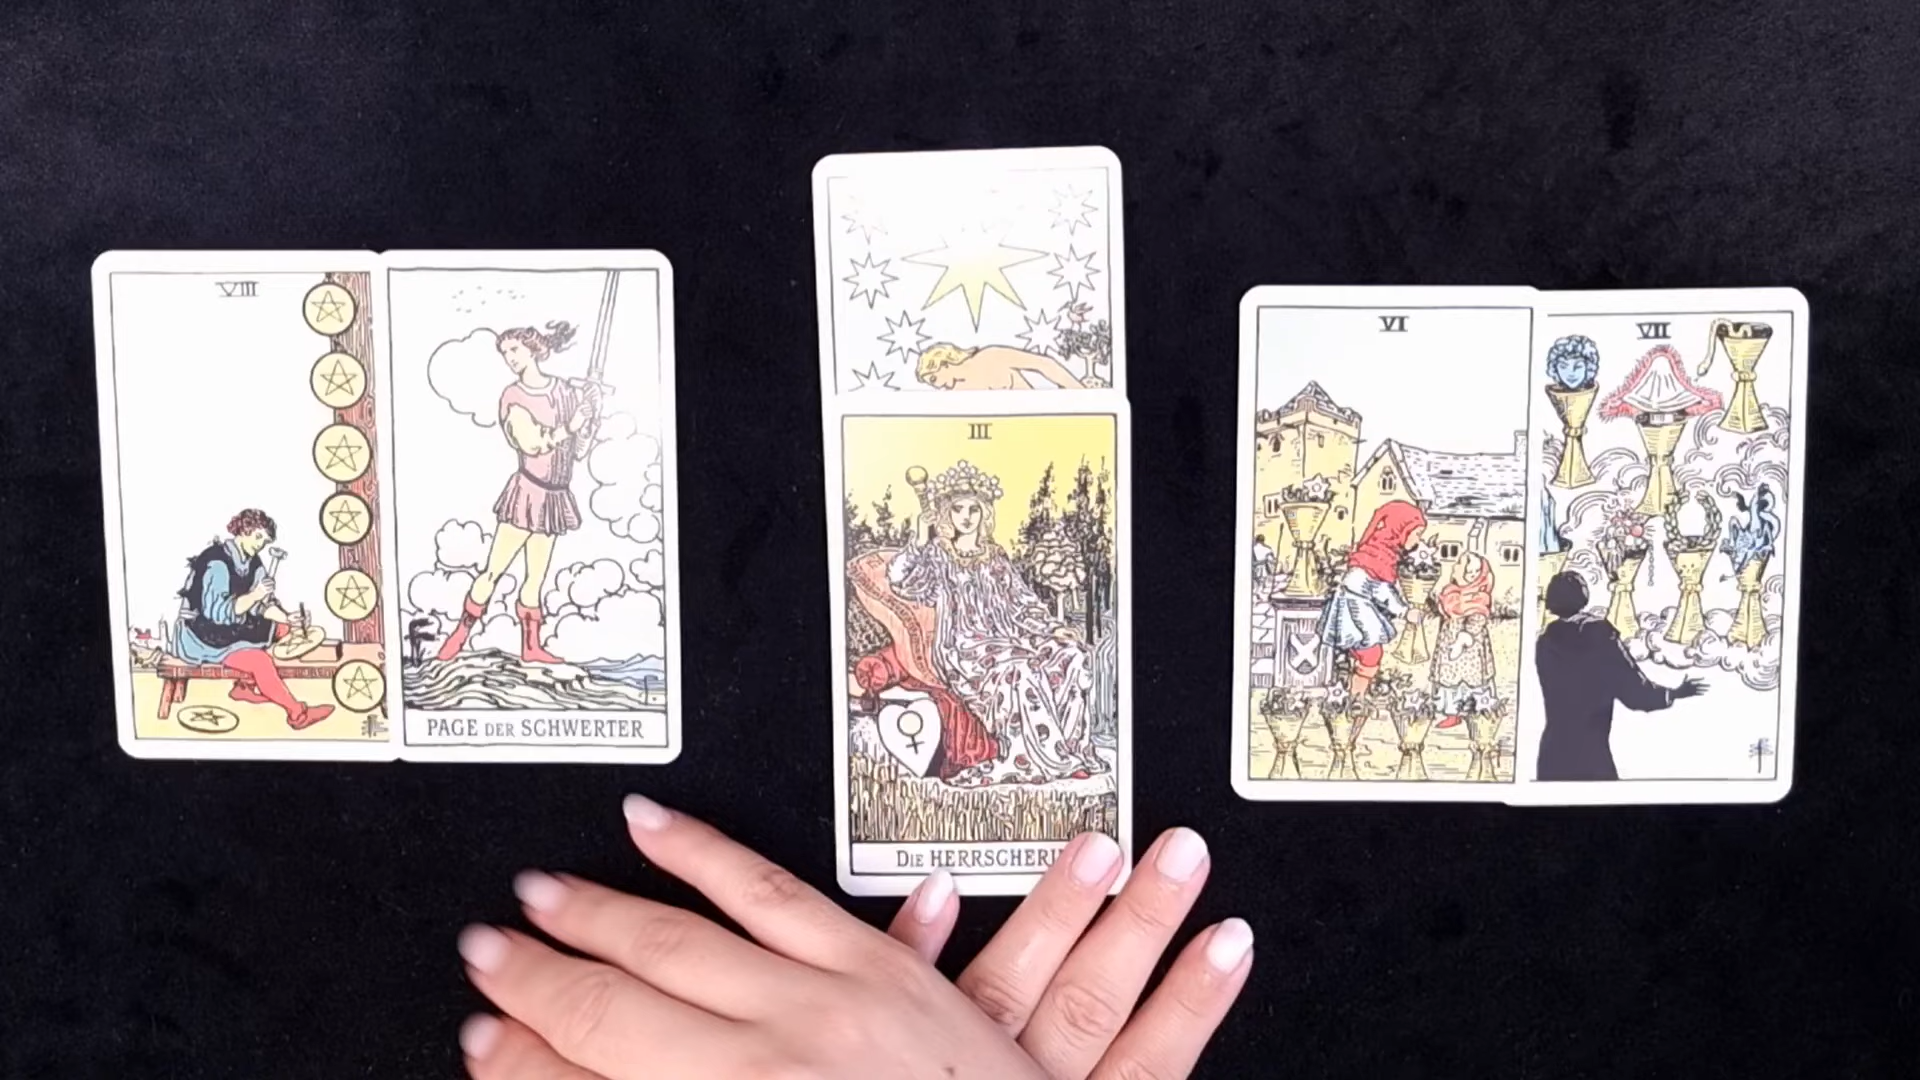 VIII
PAGE DER SCHWERTER
III
DIE HERRSCHERI
VI
VII